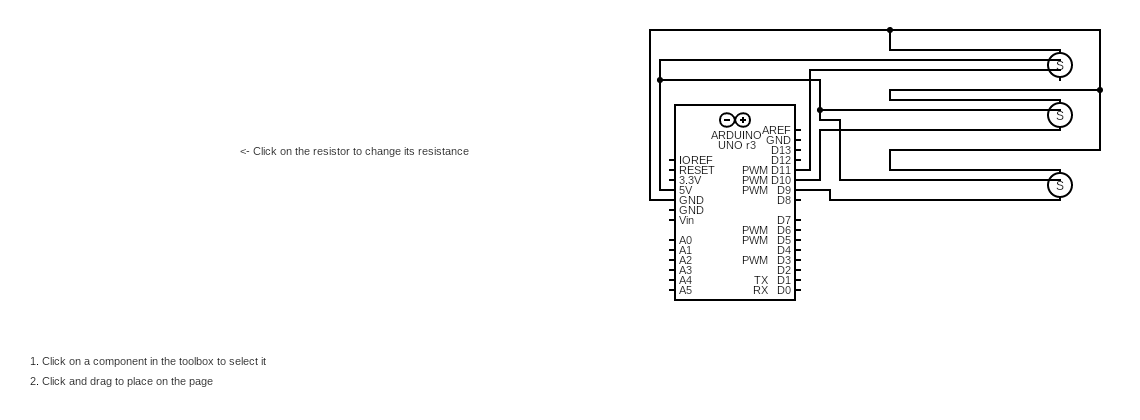 <- Click on the resistor to change its resistance
1. Click on a component in the toolbox to select it
2. Click and drag to place on the page
ARDUINO
UNO r3
IOREF
RESET
3.3V
5V
GND
GND
Vin
A0
A1
A2
A3
A4
A5
AREF
GND
D13
D12
PWM D11
PWM D10
PWM D9
D8
D7
PWM D6
PWM D5
D4
PWM D3
D2
TX D1
RX D0
S
S
S